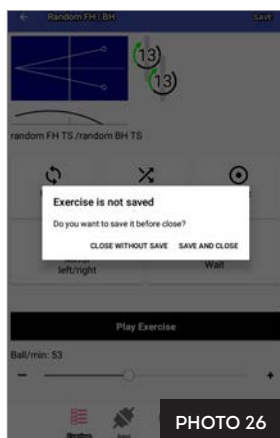 Random FH | BH
SAVE
13
13
random FH TS /random BH TS
Exercise is not saved
Do you want to save it before close?
CLOSE WITHOUT SAVE SAVE AND CLOSE
left/right
Wait
Play Exercise
Ball/min: 53
PHOTO 26